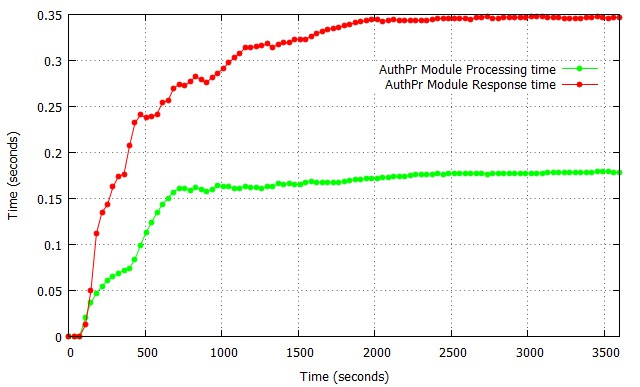 0.35
0.3
0.25
0.2
0.15
0.1
0.05
0
Time (seconds)
AuthPr Module Processing time
AuthPr Module Response time
0 500 1000 1500 2000 2500 3000 3500
Time (seconds)